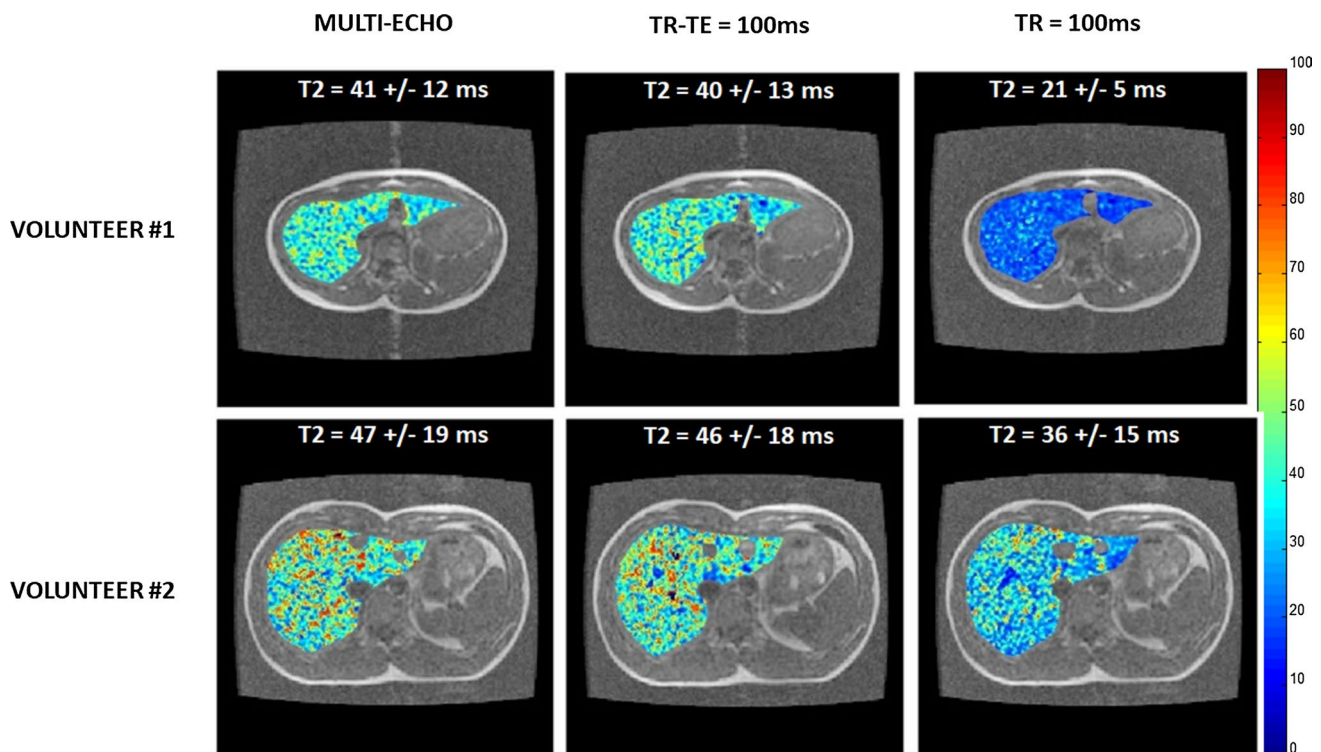 MULTI-ECHO
TR-TE = 100ms
TR = 100ms
VOLUNTEER #1
T2 = 41 +/- 12 ms
T2 = 40 +/- 13 ms
T2 = 21 +/- 5 ms
VOLUNTEER #2
T2 = 47 +/- 19 ms
T2 = 46 +/- 18 ms
T2 = 36 +/- 15 ms
100
90
80
70
60
50
40
30
20
10
0